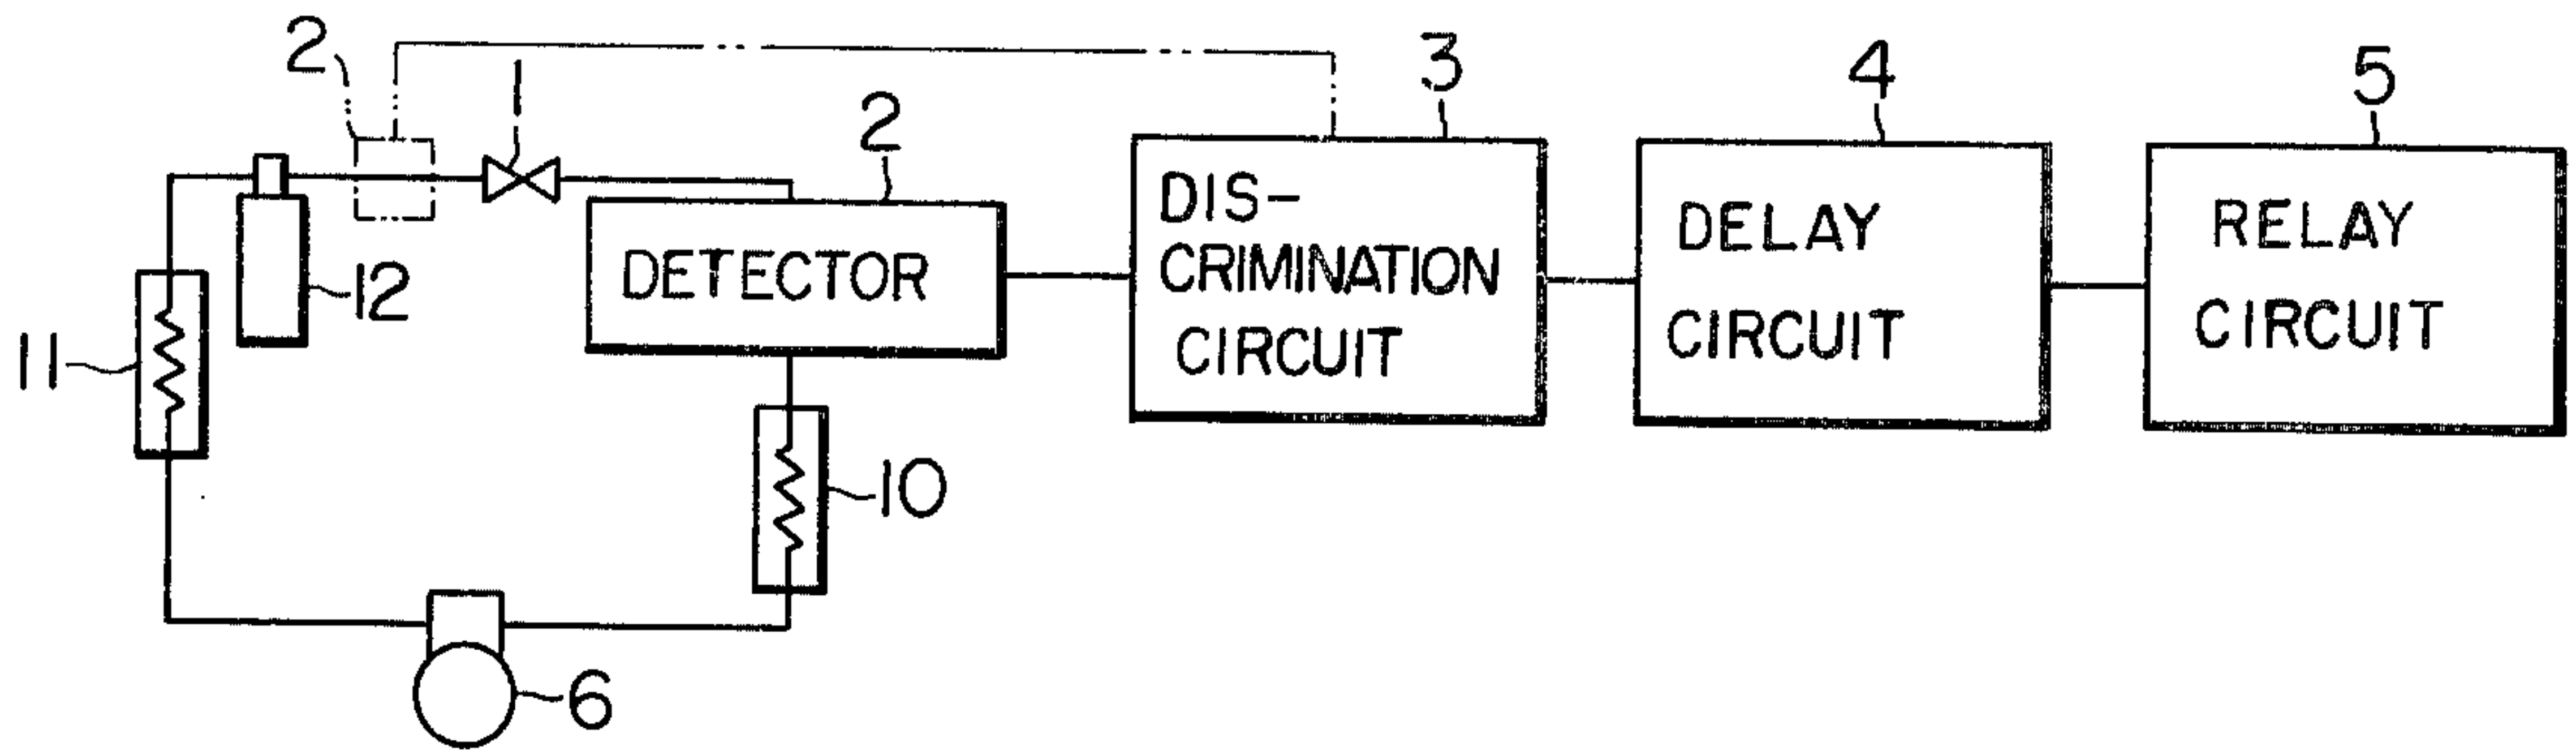 2
1
2
3
4
5
DETECTOR
DIS-
CRIMINATION
CIRCUIT
DELAY
CIRCUIT
RELAY
CIRCUIT
12
11
10
6